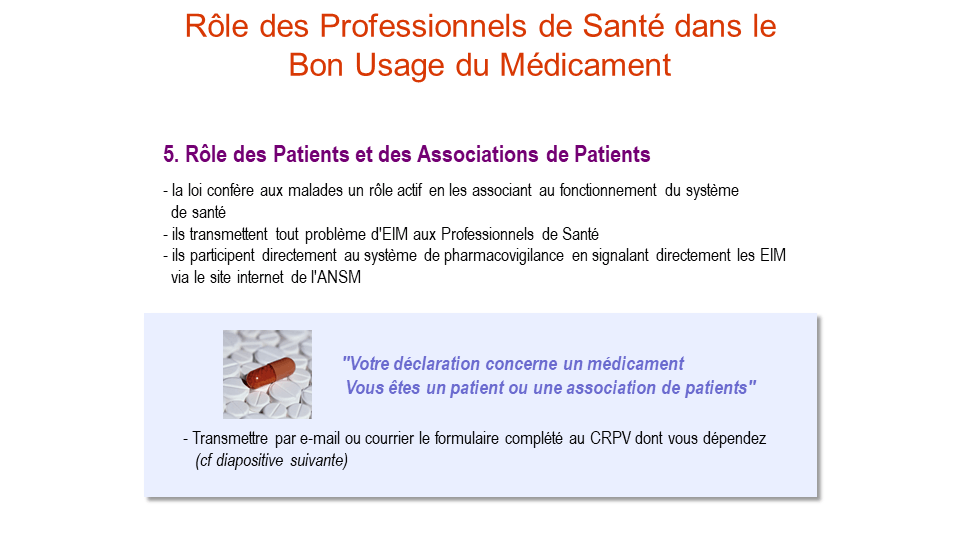 Rôle des Professionnels de Santé dans le
Bon Usage du Médicament
5. Rôle des Patients et des Associations de Patients
- la loi confère aux malades un rôle actif en les associant au fonctionnement du système
de santé
- ils transmettent tout problème d'EIM aux Professionnels de Santé
- ils participent directement au système de pharmacovigilance en signalant directement les EIM
via le site internet de l'ANSM
"Votre déclaration concerne un médicament
Vous êtes un patient ou une association de patients"
- Transmettre par e-mail ou courrier le formulaire complété au CRPV dont vous dépendez
(cf diapositive suivante)